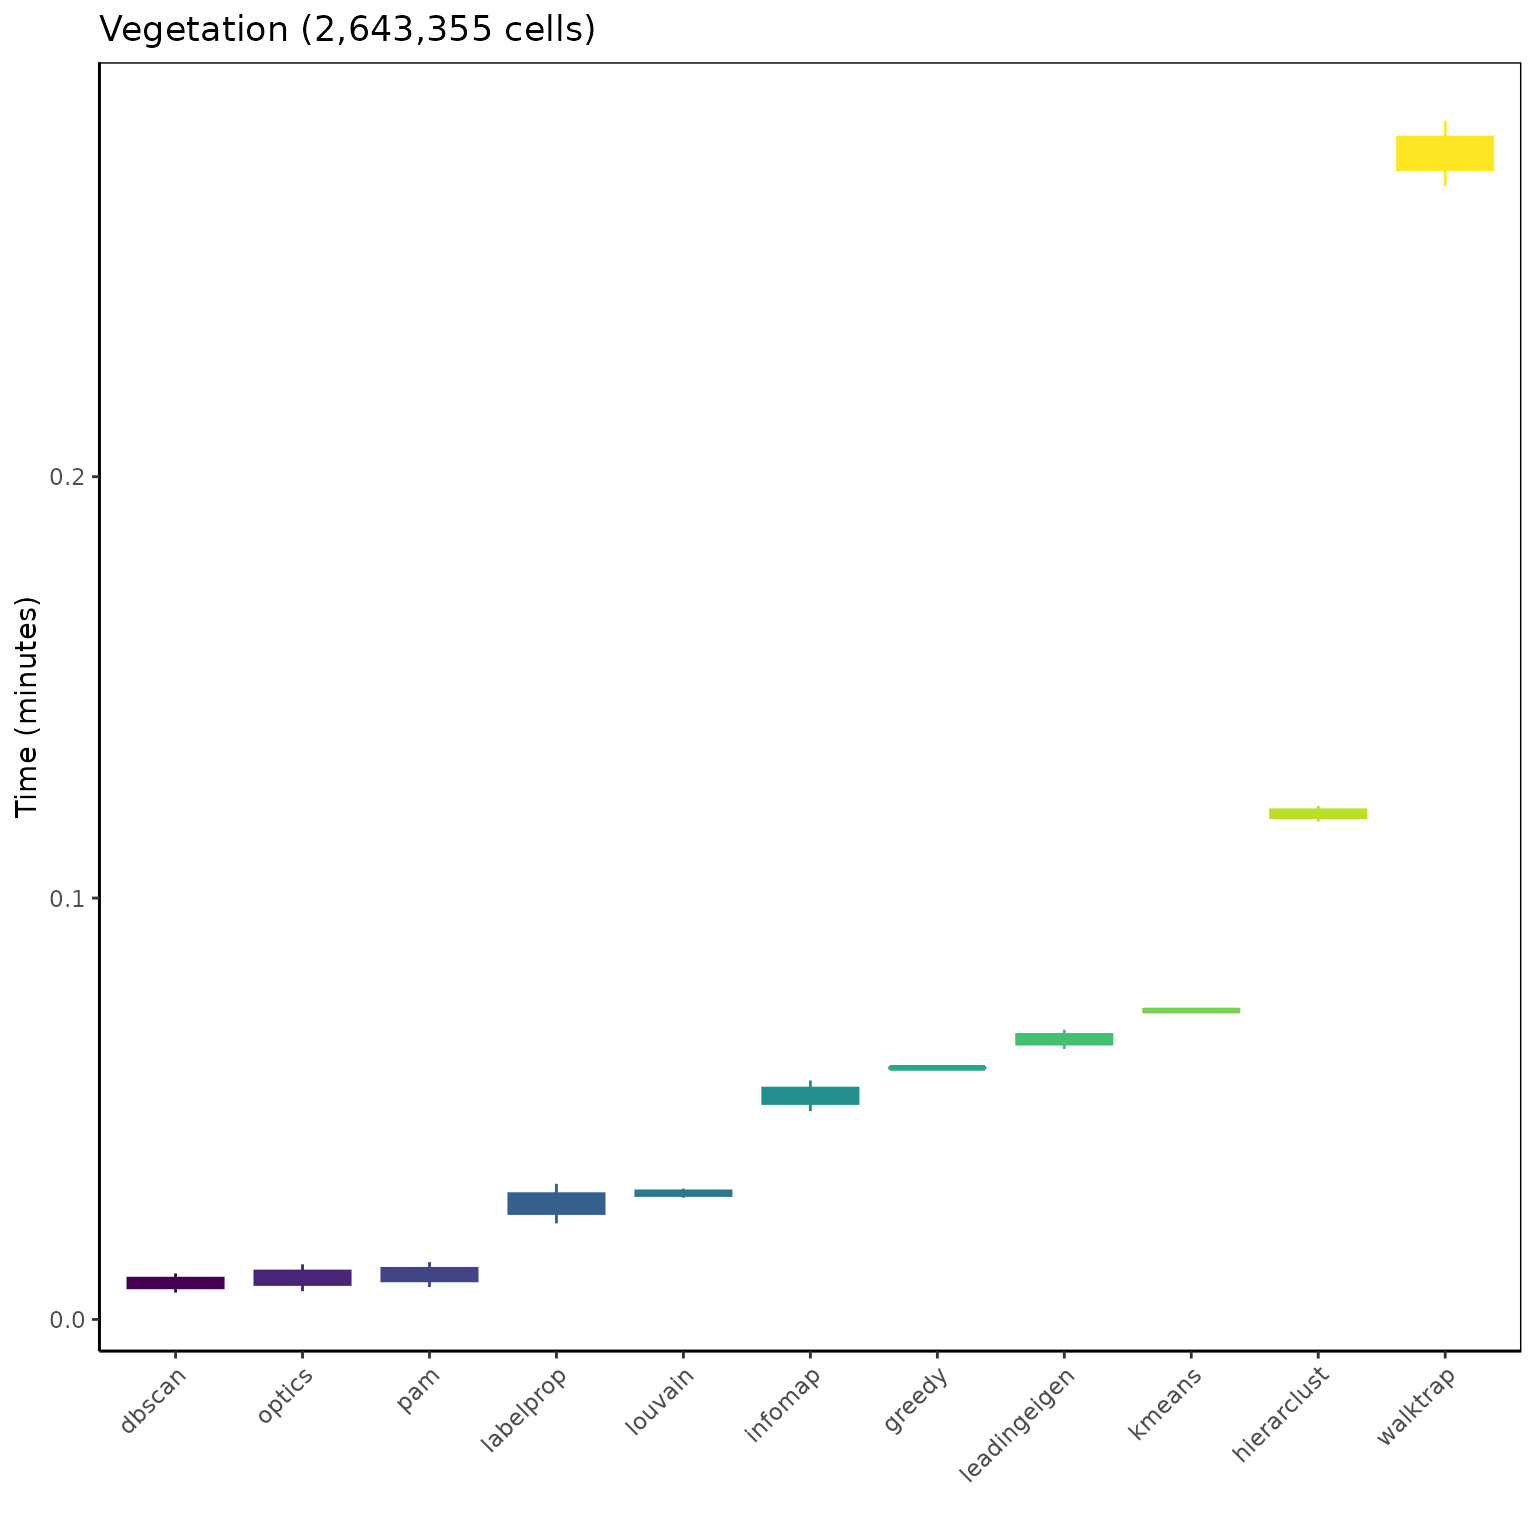 Vegetation (2,643,355 cells)
Time (minutes)
0.2
0.1
0.0
dbscan
optics
pam
labelprop
louvain
infomap
greedy
leadingeigen
kmeans
hierarclust
walktrap